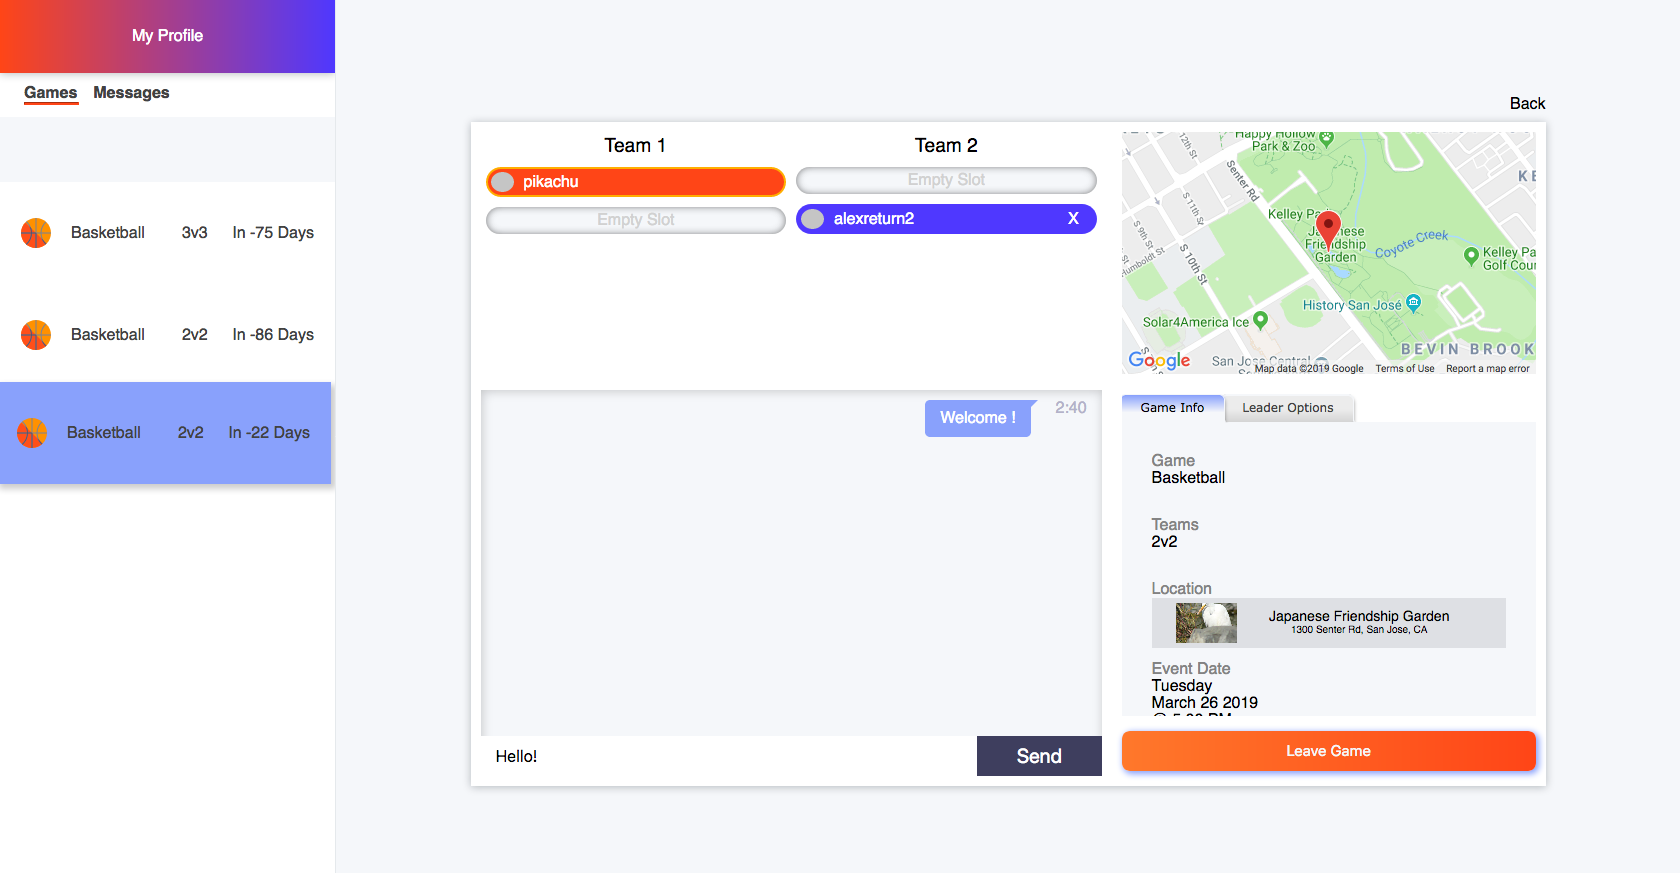 My Profile
Games Messages
Basketball 3v3 In -75 Days
Basketball 2v2 In -86 Days
Basketball 2v2 In -22 Days
Back
Team 1
pikachu
Empty Slot
Team 2
Empty Slot
alexreturn2 X
Welcome !
2:40
Hello!
Send
12th St
Happy Hollow
Park & Zoo
Senter Rd
S 11th St
S 9th St
S 10th St
Humboldt St
Kelley Pa
Japanese
Friendship
Garden
Coyote Creek
Kelley Pa
Golf Cour
KE
History San José
Solar4America Ice
BEVIN BROOK
San Jose Central
Google
Map data ©2019 Google Terms of Use Report a map error
Game Info Leader Options
Game
Basketball
Teams
2v2
Location
Japanese Friendship Garden
1300 Senter Rd, San Jose, CA
Event Date
Tuesday
March 26 2019
Leave Game